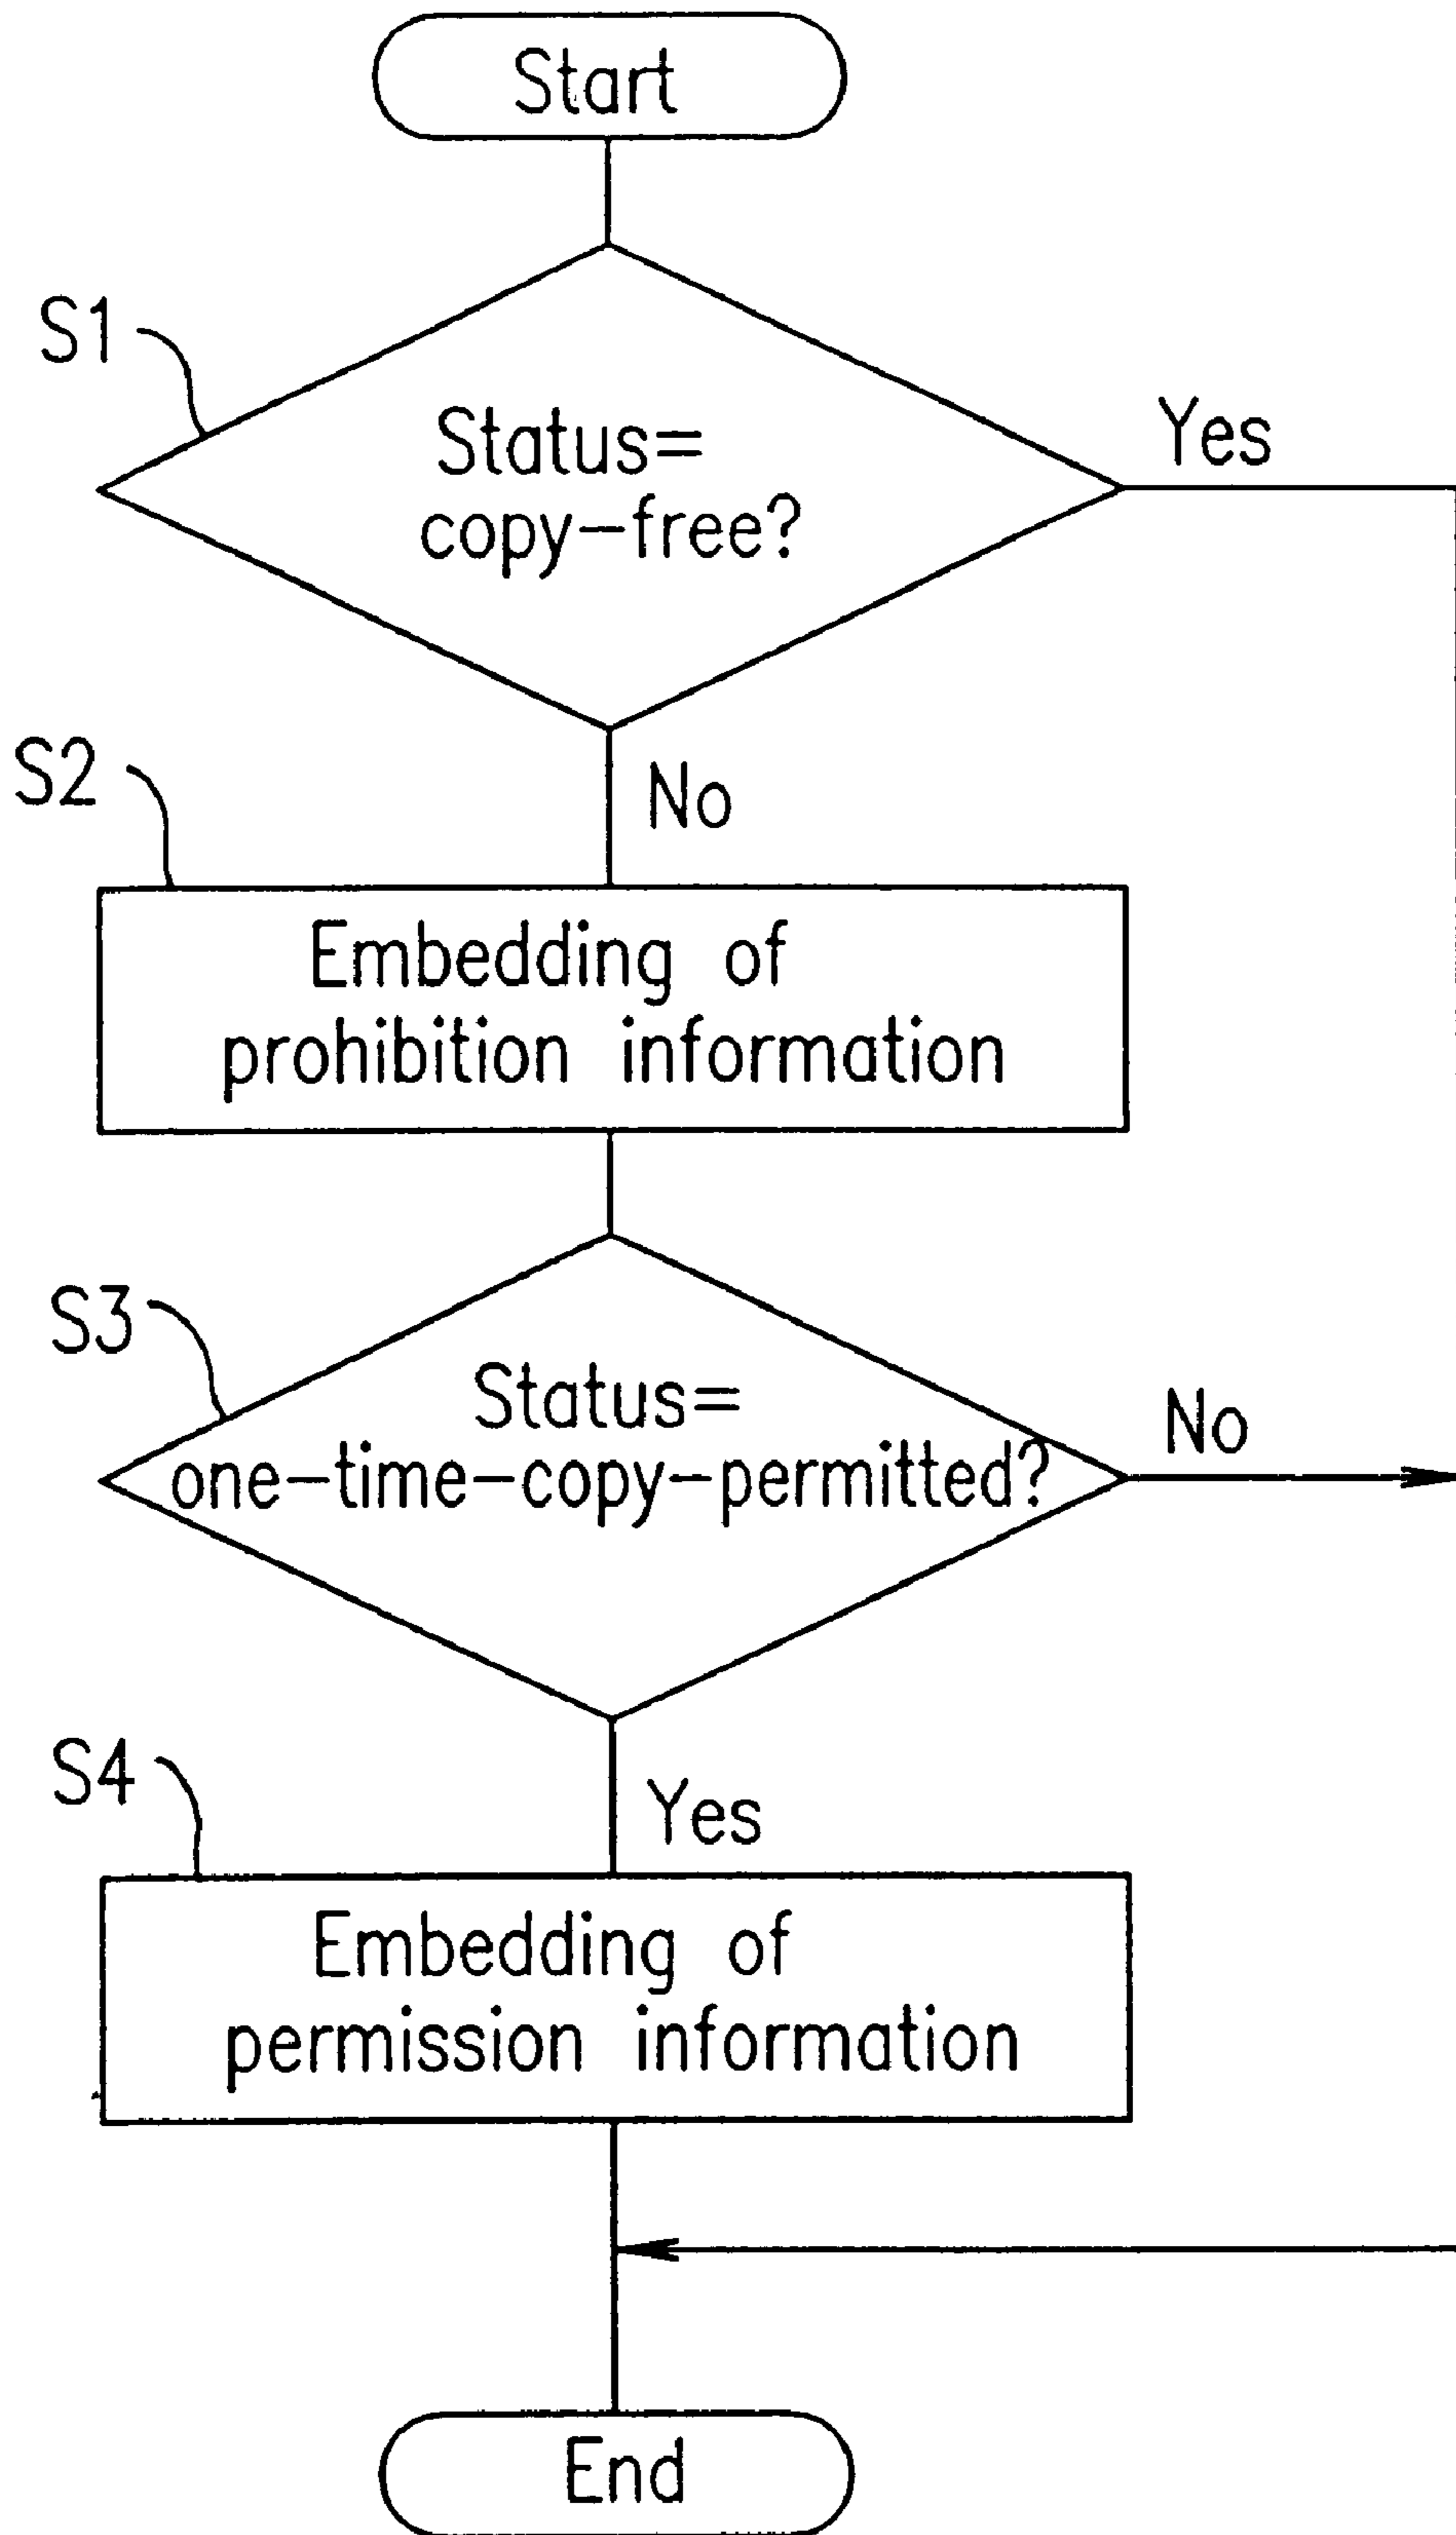 Start
S1
Status=
copy-free?
Yes
No
S2
Embedding of
prohibition information
S3
Status=
one-time-copy-permitted?
No
Yes
S4
Embedding of
permission information
End